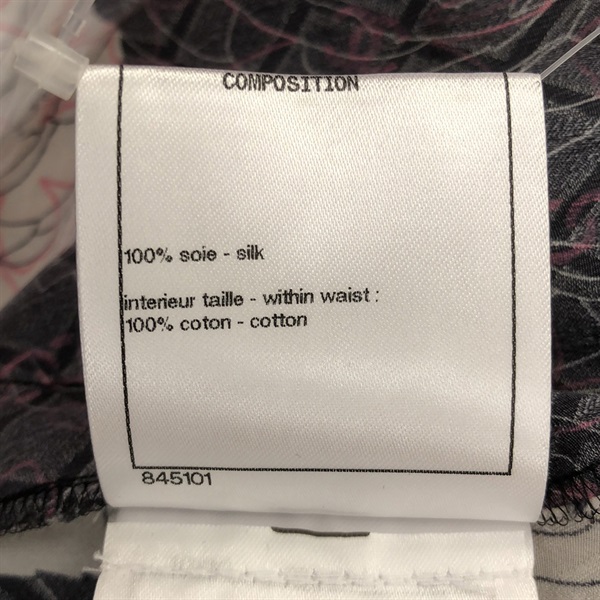 COMPOSITION
100% soie - silk
interieur taille - within waist :
100% coton - cotton
845101